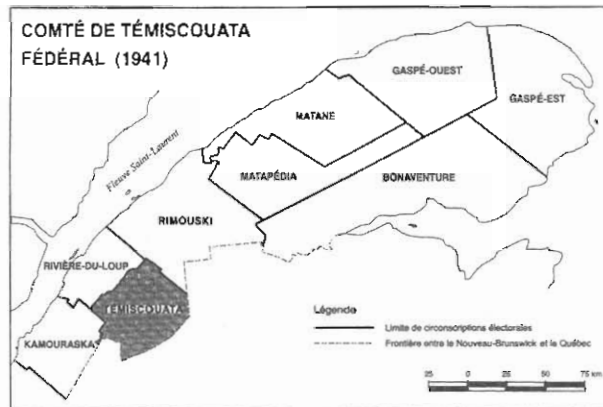 COMTÉ DE TÉMISCOUATA
FÉDÉRAL (1941)
GASPÉ-OUEST
GASPÉ-EST
MATANE
Fleuve Saint-Laurent
MATAPÉDIA
BONAVENTURE
RIMOUSKI
RIVIÈRE-DU-LOUP
TÉMISCOUATA
KAMOURASKA
Légende
Limite de circonscriptions électorales
Frontière entre le Nouveau-Brunswick et le Québec
25 0 25 50 75 km